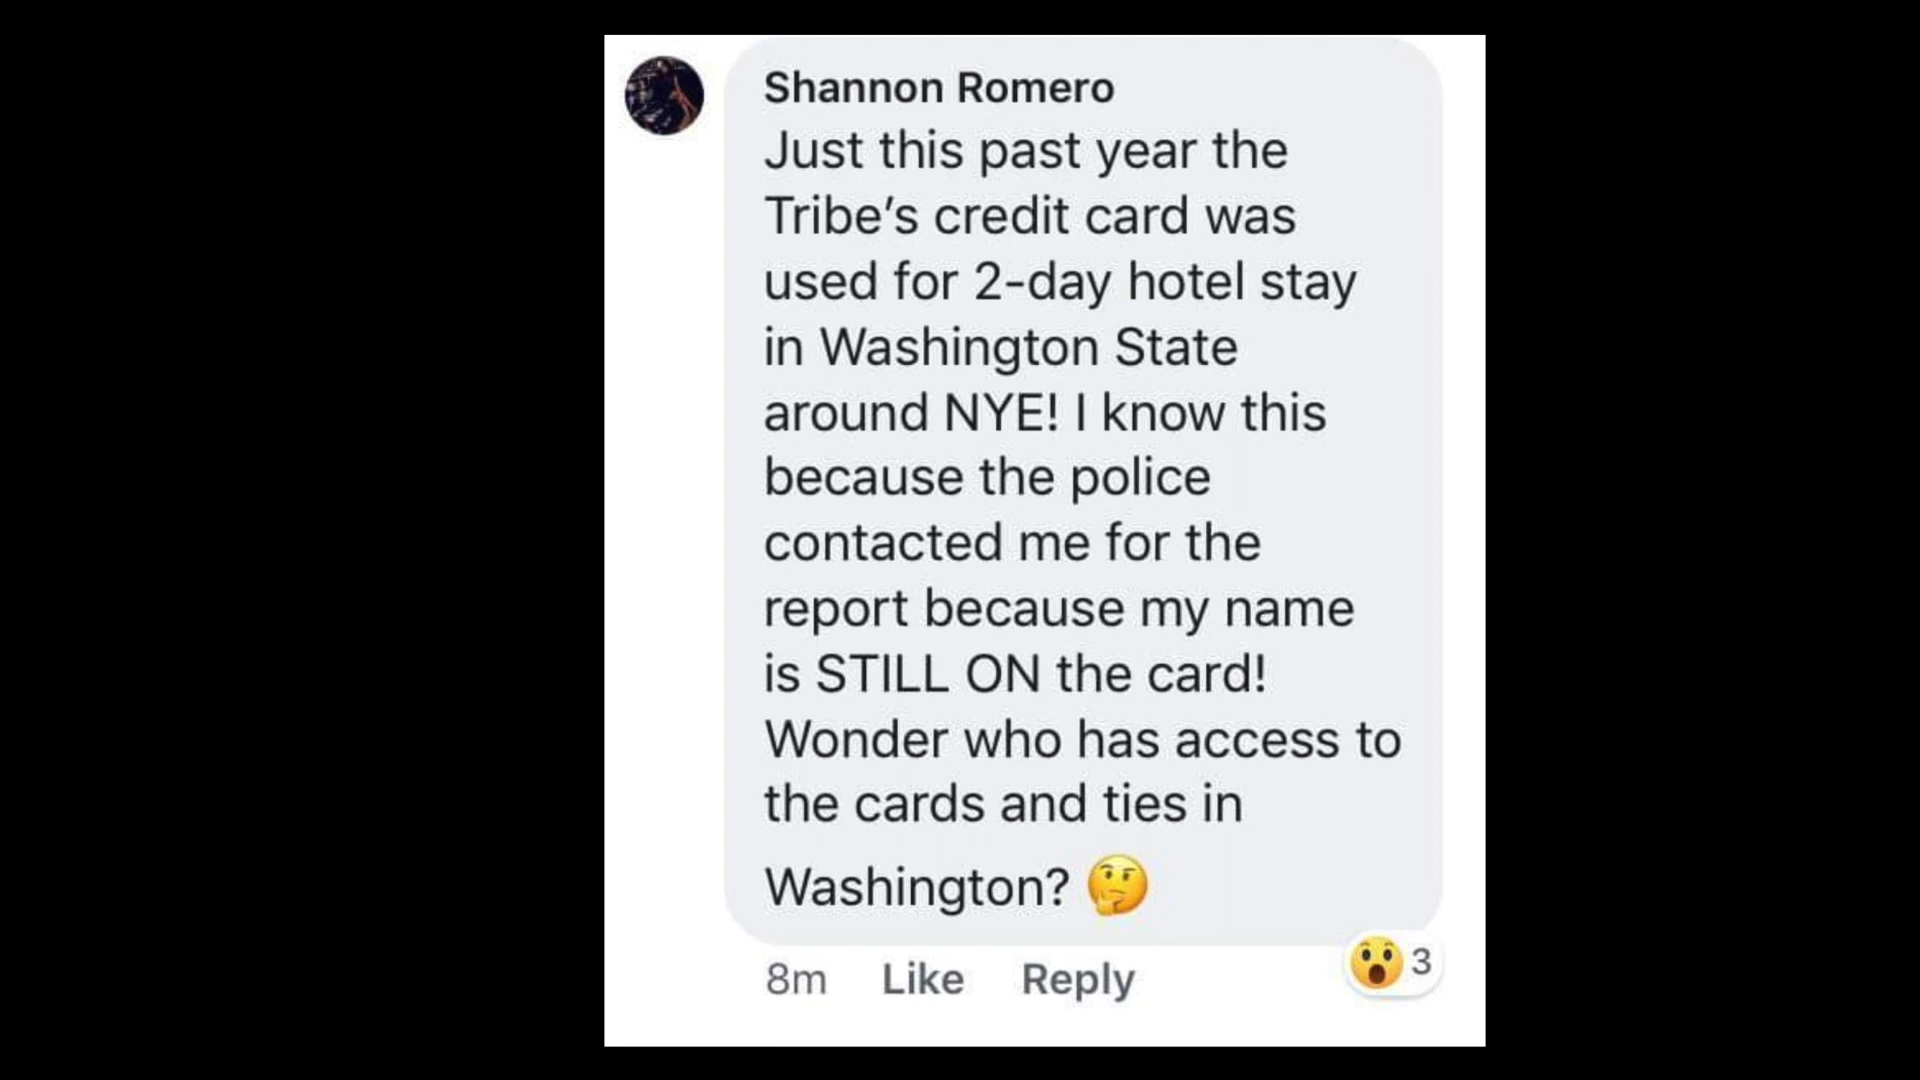 Shannon Romero
Just this past year the
Tribe’s credit card was
used for 2-day hotel stay
in Washington State
around NYE! I know this
because the police
contacted me for the
report because my name
is STILL ON the card!
Wonder who has access to
the cards and ties in
Washington? 🤔
8m Like Reply 😮 3